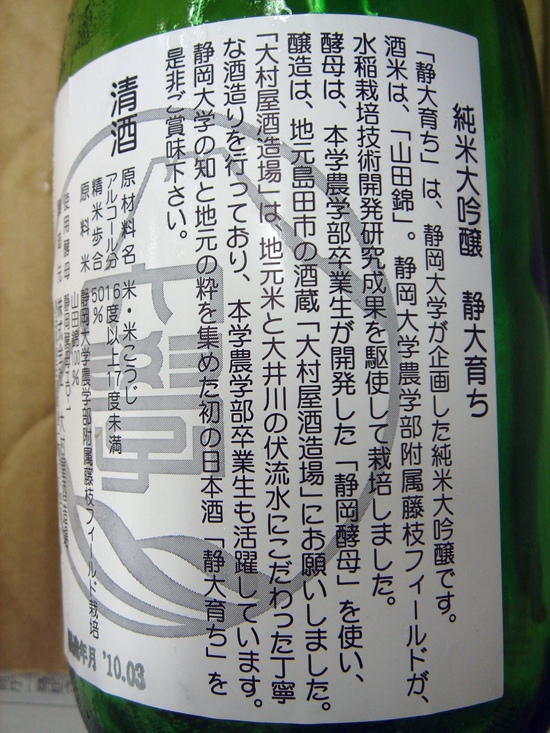 純米大吟醸　静大育ち
「静大育ち」は、静岡大学が企画した純米大吟醸です。
酒米は、「山田錦」。静岡大学農学部附属藤枝フィールドが、
水稲栽培技術開発研究成果を駆使して栽培しました。
酵母は、本学農学部卒業生が開発した「静岡酵母」を使い、
醸造は、地元島田市の酒蔵「大村屋酒造場」にお願いしました。
「大村屋酒造場」は、地元米と大井川の伏流水にこだわった丁寧
な酒造りを行っており、本学農学部卒業生も活躍しています。
静岡大学の知と地元の粋を集めた初の日本酒「静大育ち」を
是非ご賞味下さい。
清酒
原材料名　米・米こうじ
アルコール分　16度以上17度未満
精米歩合　50％
原料米　静岡大学農学部附属藤枝フィールド栽培
山田錦100％
使用酵母　静岡酵母
年月 '10.03